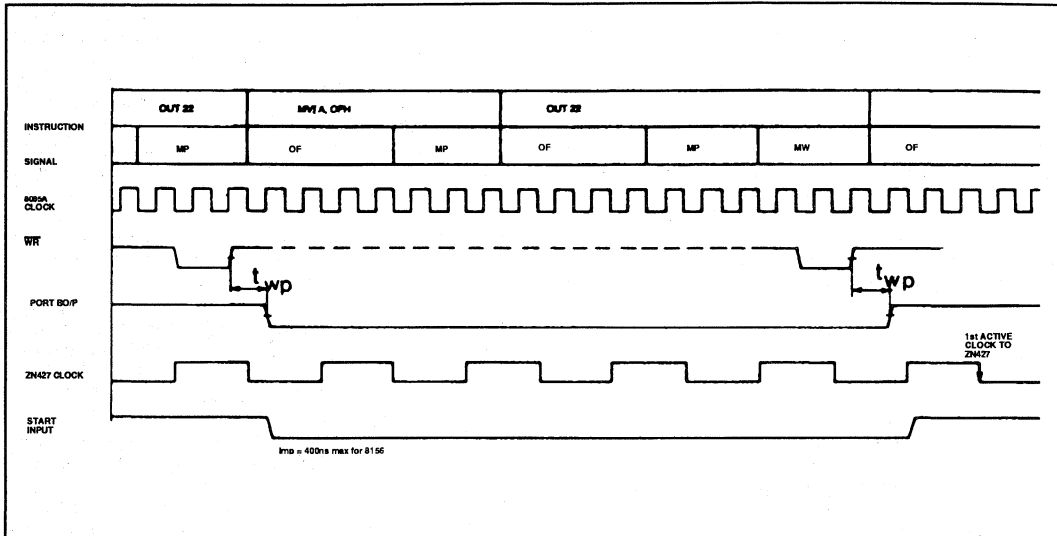 OUT 22 MVI A, OFH OUT 22
INSTRUCTION
MP OF MP OF MP MW OF
SIGNAL
8085A
CLOCK
WR
t wp t wp
PORT BO/P
1st ACTIVE
CLOCK TO
ZN427
ZN427 CLOCK
START
INPUT
twp = 400ns max for 8156